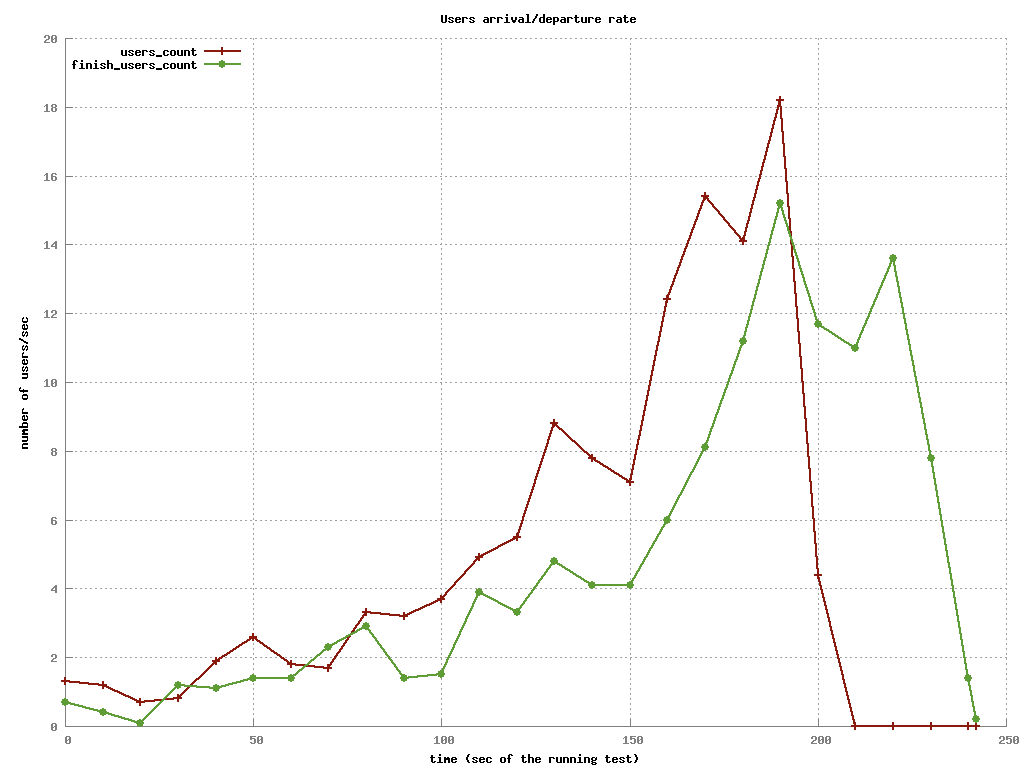 Users arrival/departure rate
users_count
finish_users_count
20
18
16
14
12
10
8
6
4
2
0
number of users/sec
0 50 100 150 200 250
time (sec of the running test)